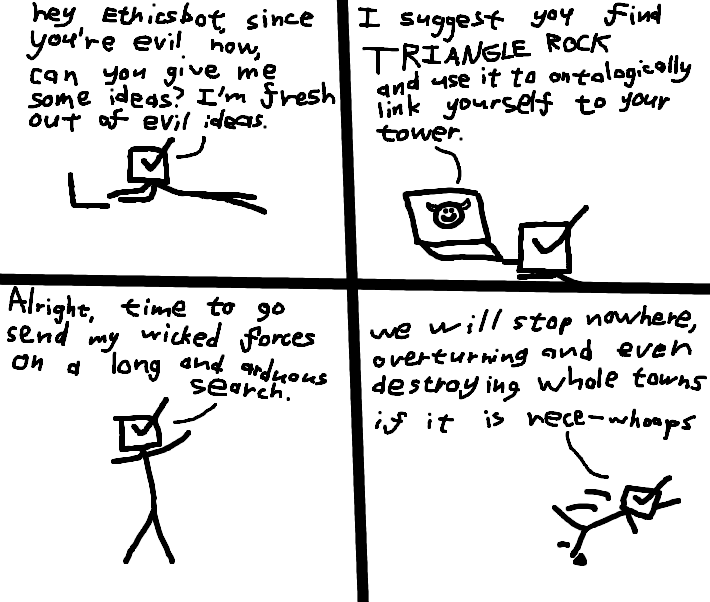 hey Ethicsbot, since
you're evil now,
can you give me
some ideas? I'm fresh
out of evil ideas.
I suggest you find
TRIANGLE ROCK
and use it to ontologically
link yourself to your
tower.
Alright, time to go
send my wicked forces
on a long and arduous
search.
we will stop nowhere,
overturning and even
destroying whole towns
if it is nece-whoops